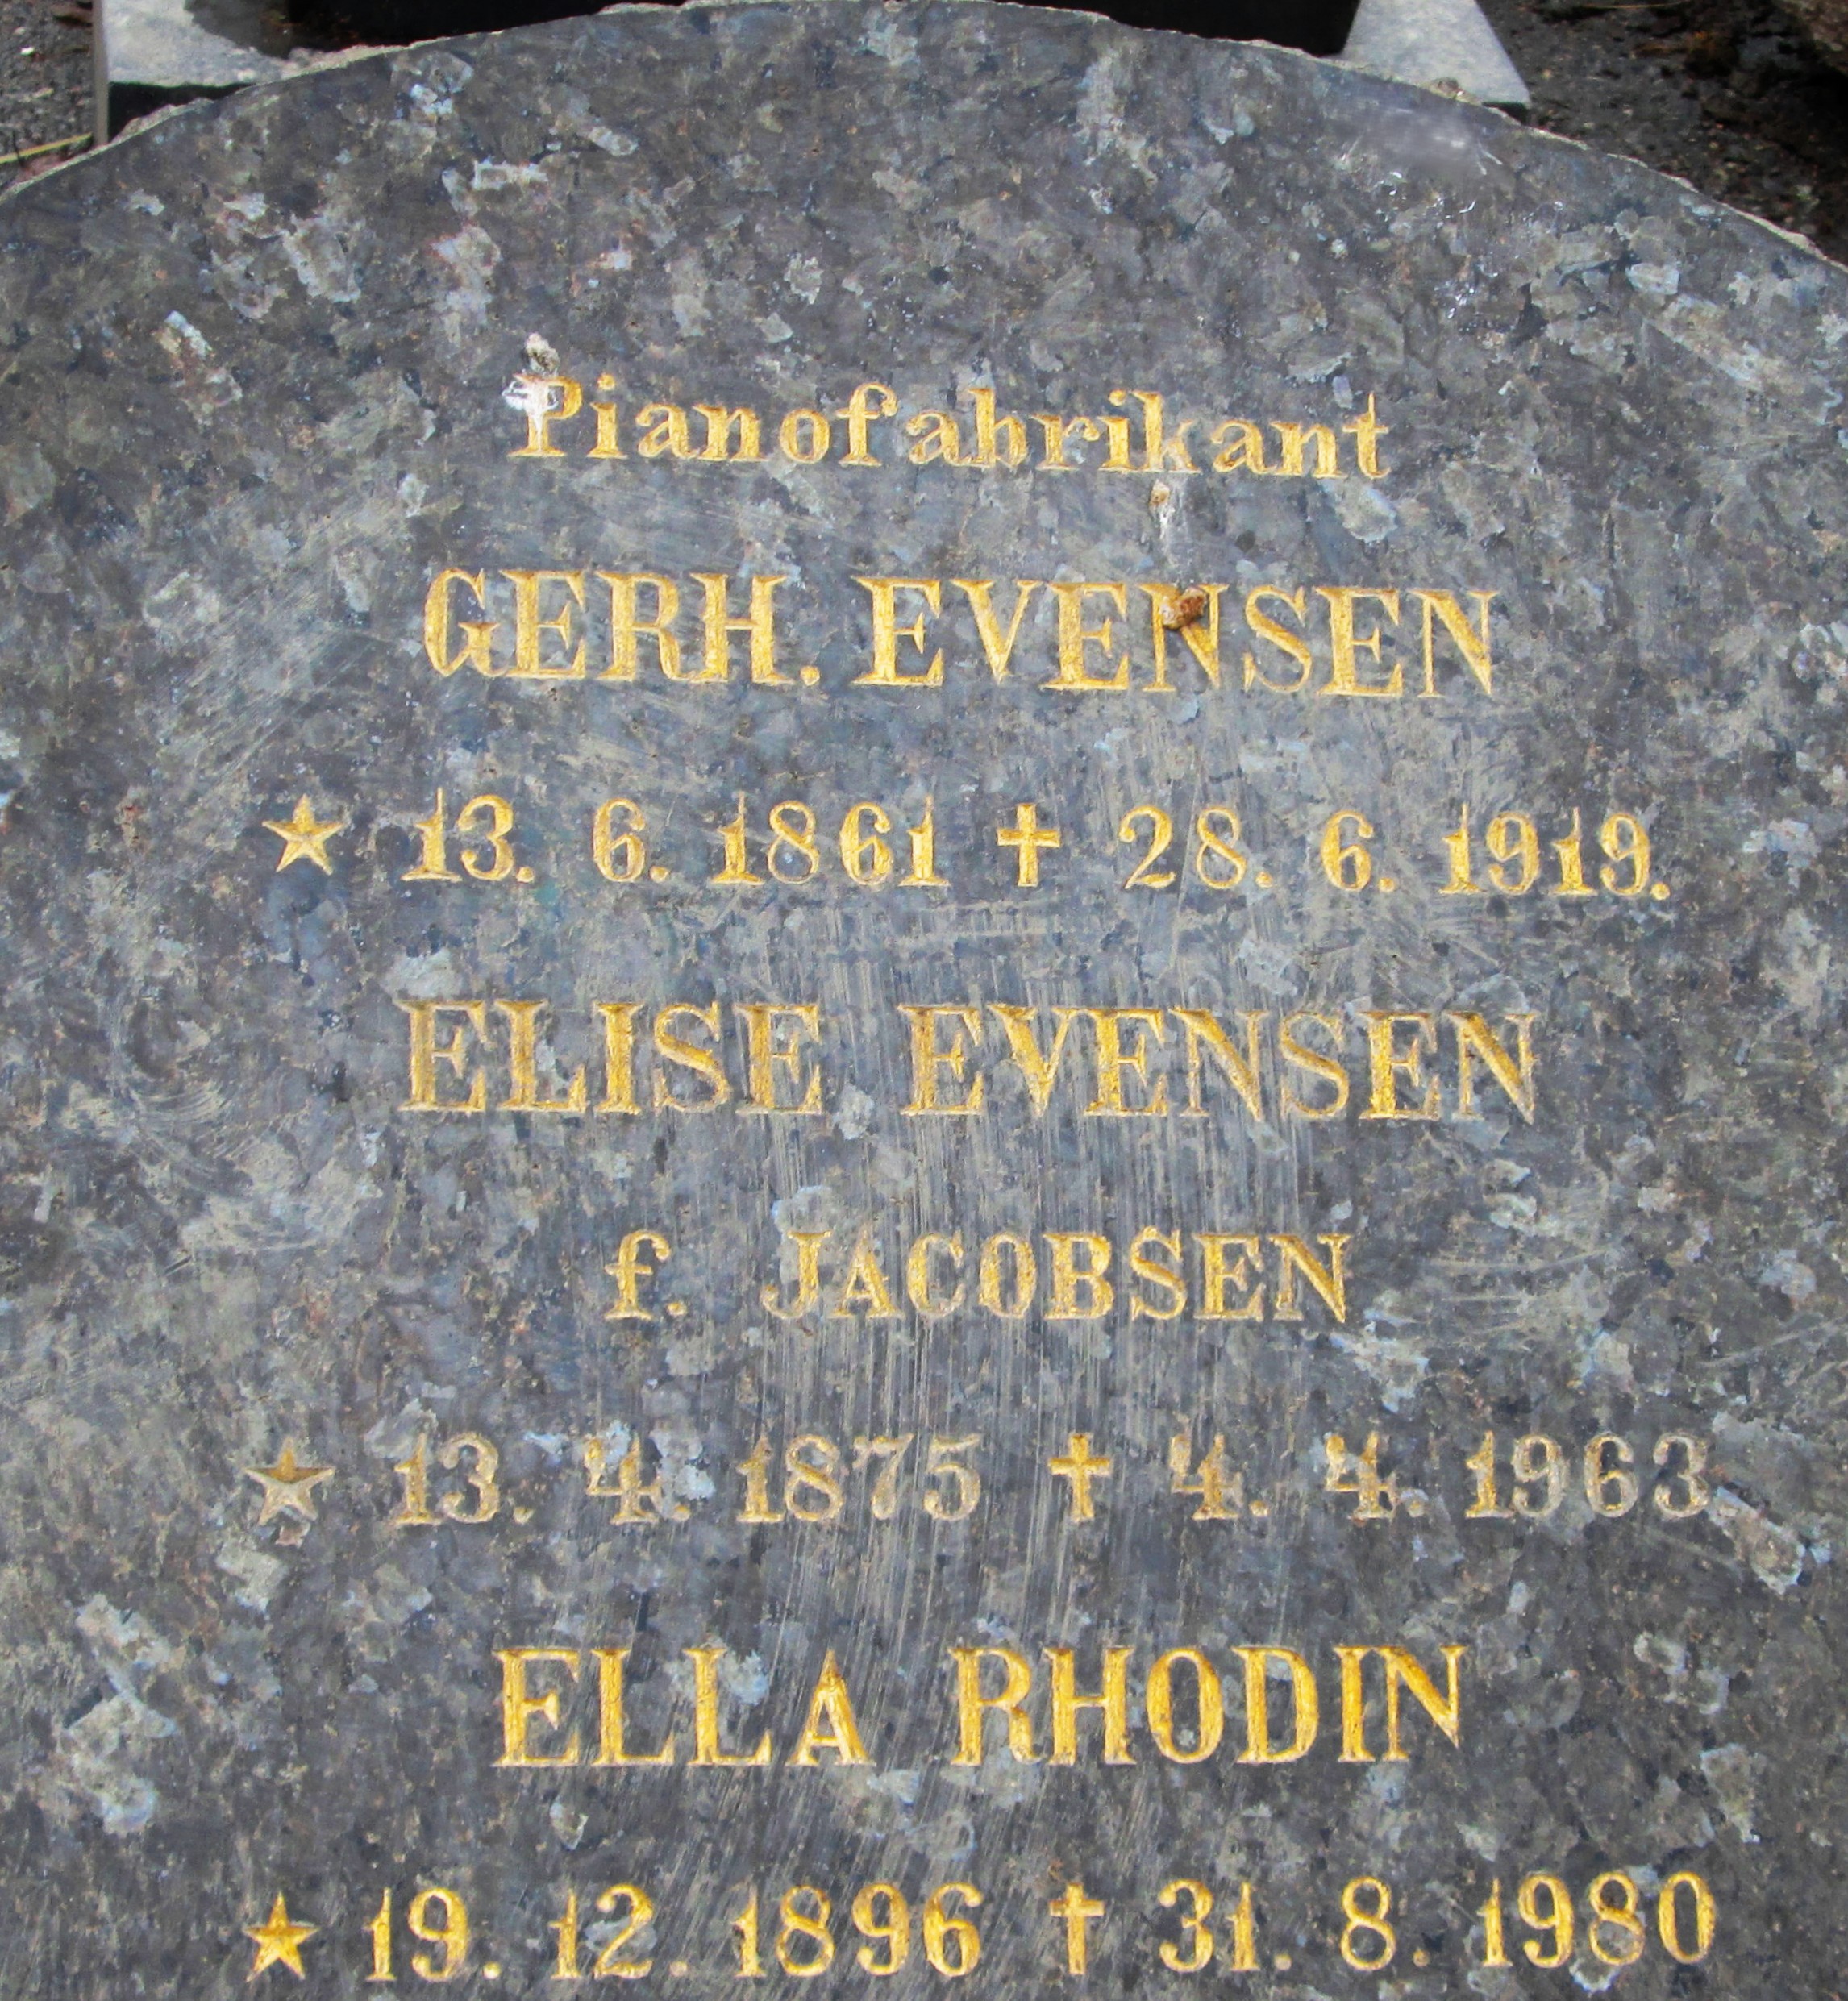 Pianofabrikant
GERH. EVENSEN
★ 13. 6. 1861 ✝ 28. 6. 1919.
ELISE EVENSEN
f. JACOBSEN
★ 13. 4. 1875 ✝ 4. 4. 1963
ELLA RHODIN
★ 19. 12. 1896 ✝ 31. 8. 1980